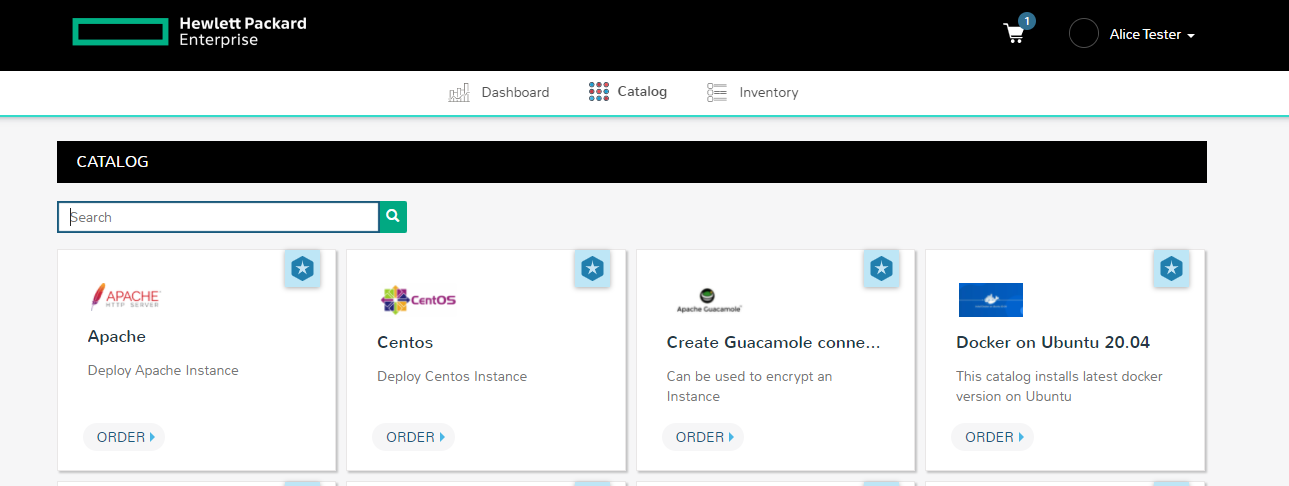 Hewlett Packard
Enterprise
1
Alice Tester
Dashboard
Catalog
Inventory
CATALOG
Search
APACHE
HTTP SERVER
Apache
Deploy Apache Instance
ORDER
CentOS
Centos
Deploy Centos Instance
ORDER
Apache Guacamole
Create Guacamole conne...
Can be used to encrypt an
Instance
ORDER
Docker on Ubuntu 20.04
This catalog installs latest docker
version on Ubuntu
ORDER